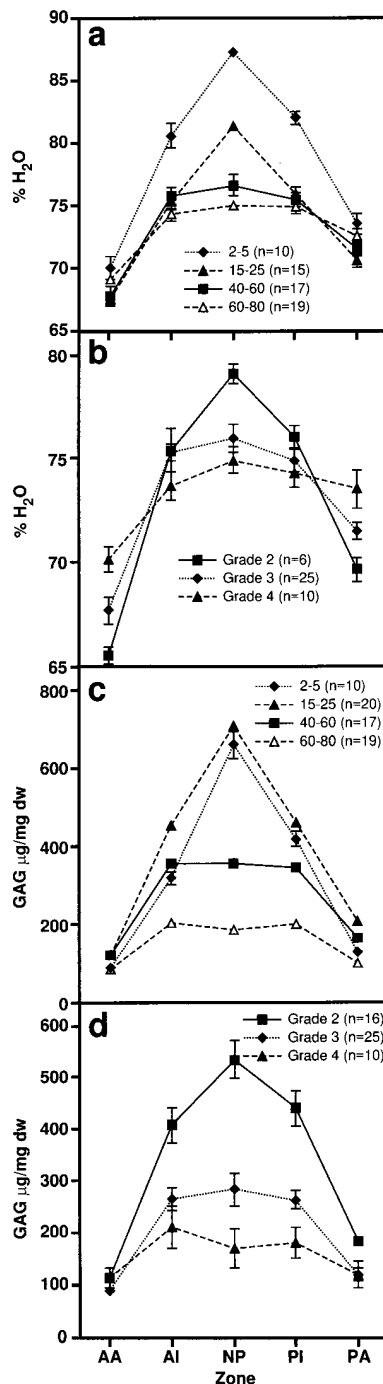 a
90
85
80
75
70
65
% H₂O
2-5 (n=10)
15-25 (n=15)
40-60 (n=17)
60-80 (n=19)
b
80
75
70
65
% H₂O
Grade 2 (n=6)
Grade 3 (n=25)
Grade 4 (n=10)
c
800
600
400
200
0
GAG µg/mg dw
2-5 (n=10)
15-25 (n=20)
40-60 (n=17)
60-80 (n=19)
d
600
500
400
300
200
100
0
GAG µg/mg dw
Grade 2 (n=16)
Grade 3 (n=25)
Grade 4 (n=10)
AA AI NP PI PA
Zone